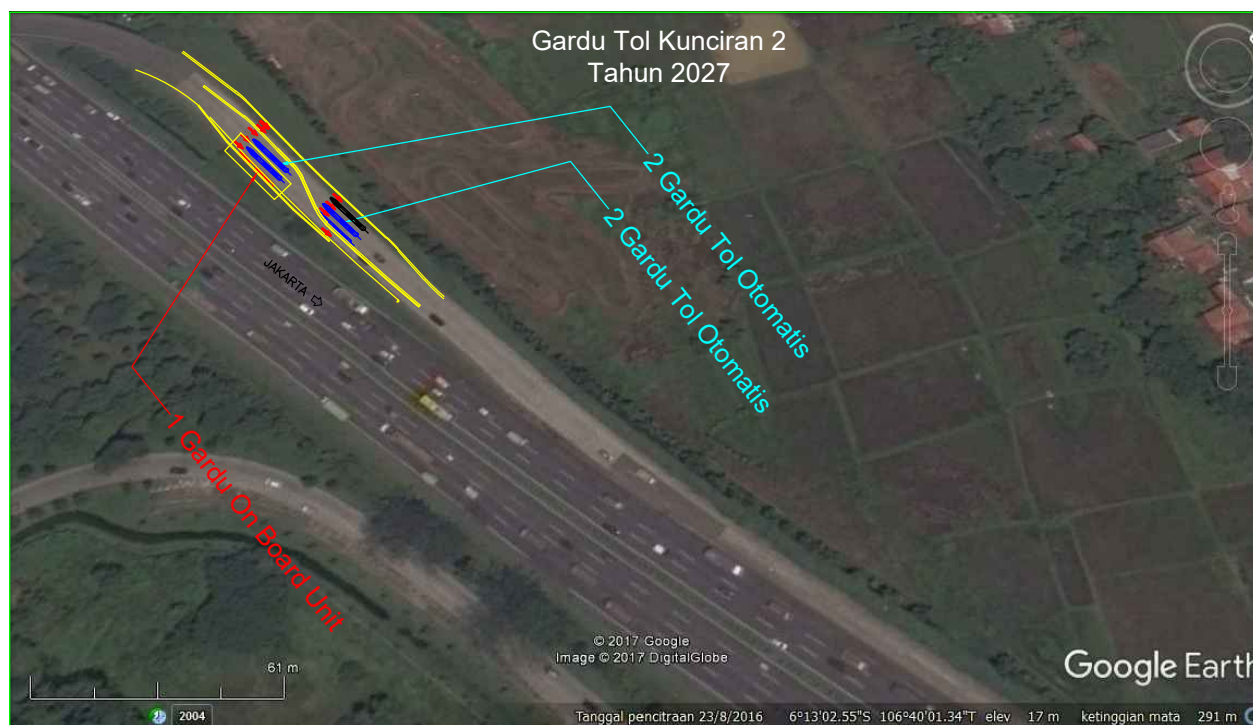 Gardu Tol Kunciran 2
Tahun 2027
2 Gardu Tol Otomatis
2 Gardu Tol Otomatis
JAKARTA
1 Gardu On Board Unit
61 m
© 2017 Google
Image © 2017 DigitalGlobe
Google Earth
2004
Tanggal pencitraan 23/8/2016 6°13'02.55"S 106°40'01.34"T elev 17 m ketinggian mata 291 m